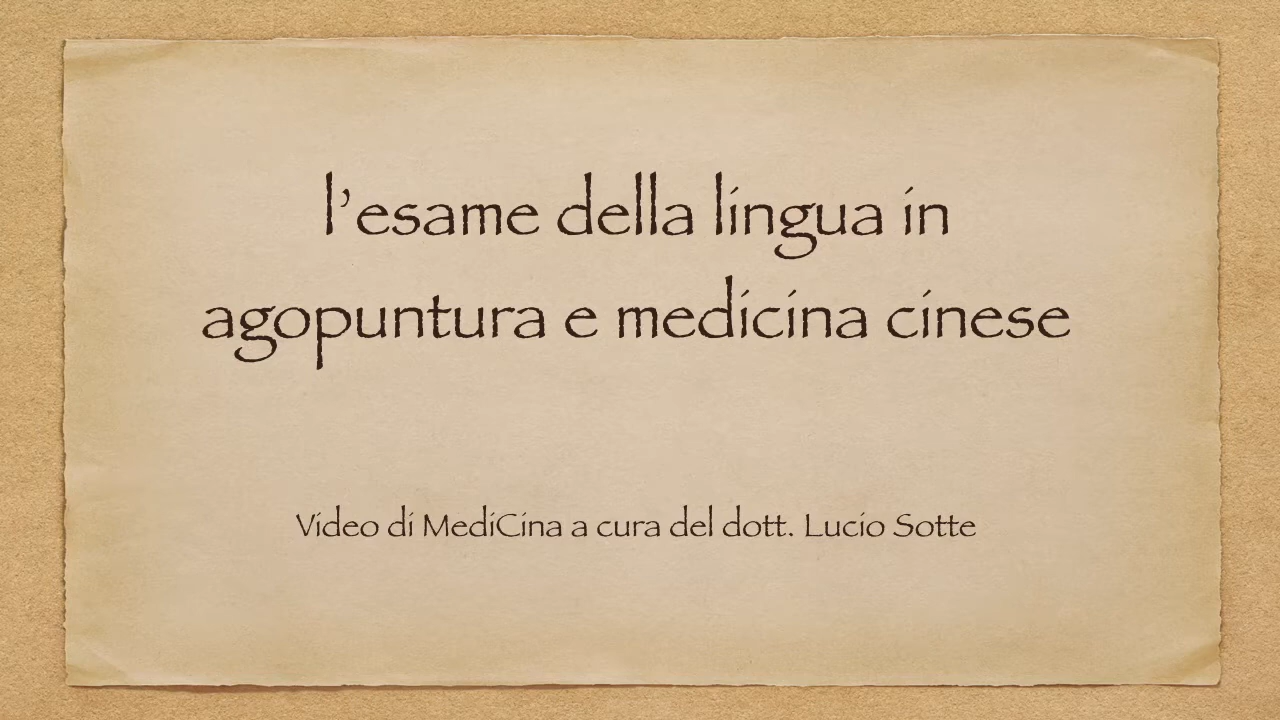 l’esame della lingua in
agopuntura e medicina cinese
Video di MediCina a cura del dott. Lucio Sotte